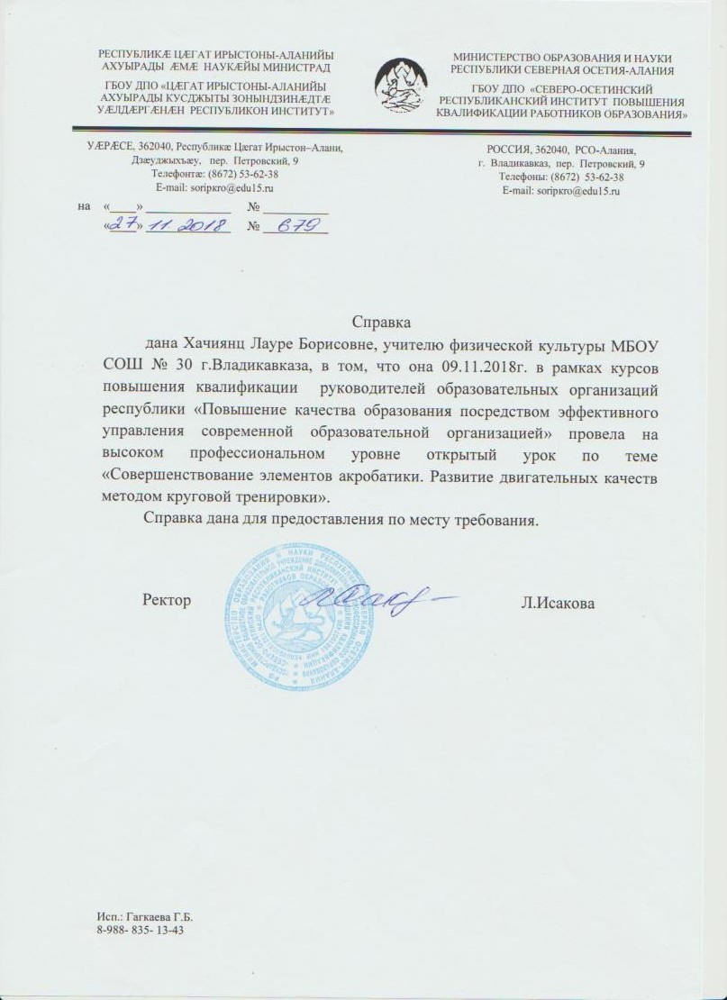 РЕСПУБЛИКÆ ЦÆГАТ ИРЫСТОНЫ-АЛАНИЙЫ
АХУЫРАДЫ ÆМÆ НАУКÆЙЫ МИНИСТРАД
ГБОУ ДПО «ЦÆГАТ ИРЫСТОНЫ-АЛАНИЙЫ
АХУЫРАДЫ КУСДЖЫТЫ ЗОНЫНДЗИНÆДТÆ
УÆЛДÆРГÆНÆН РЕСПУБЛИКОН ИНСТИТУТ»
МИНИСТЕРСТВО ОБРАЗОВАНИЯ И НАУКИ
РЕСПУБЛИКИ СЕВЕРНАЯ ОСЕТИЯ-АЛАНИЯ
ГБОУ ДПО «СЕВЕРО-ОСЕТИНСКИЙ
РЕСПУБЛИКАНСКИЙ ИНСТИТУТ ПОВЫШЕНИЯ
КВАЛИФИКАЦИИ РАБОТНИКОВ ОБРАЗОВАНИЯ»
УÆРÆСЕ, 362040, Республикæ Цæгат Ирыстон–Алани,
Дзæуджыхъæу, пер. Петровский, 9
Телефонтæ: (8672) 53-62-38
E-mail: soripkro@edu15.ru
РОССИЯ, 362040, РСО-Алания,
г. Владикавказ, пер. Петровский, 9
Телефоны: (8672) 53-62-38
E-mail: soripkro@edu15.ru
на «____» _____________ № __________
«27» 11. 2018 № 679
Справка
дана Хачиянц Лауре Борисовне, учителю физической культуры МБОУ
СОШ № 30 г.Владикавказа, в том, что она 09.11.2018г. в рамках курсов
повышения квалификации руководителей образовательных организаций
республики «Повышение качества образования посредством эффективного
управления современной образовательной организацией» провела на
высоком профессиональном уровне открытый урок по теме
«Совершенствование элементов акробатики. Развитие двигательных качеств
методом круговой тренировки».
Справка дана для предоставления по месту требования.
Ректор
Л.Исакова
Исп.: Гагкаева Г.Б.
8-988- 835- 13-43